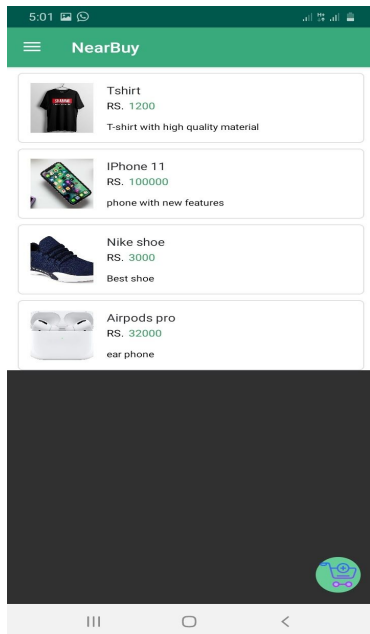 5:01
NearBuy
Tshirt
RS. 1200
T-shirt with high quality material
IPhone 11
RS. 100000
phone with new features
Nike shoe
RS. 3000
Best shoe
Airpods pro
RS. 32000
ear phone